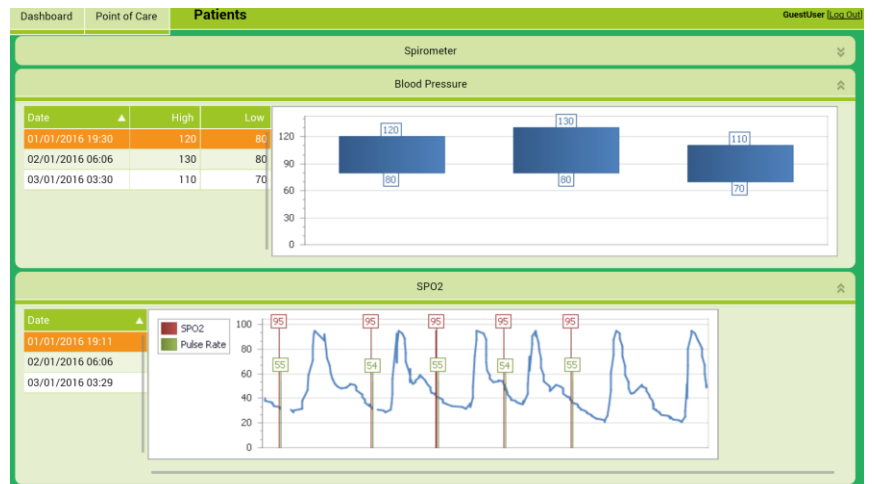 Dashboard Point of Care Patients GuestUser [Log Out]
Spirometer
Blood Pressure
Date High Low
01/01/2016 19:30 120 80
02/01/2016 06:06 130 80
03/01/2016 03:30 110 70
120
90
60
30
0
120 130 110
80 80 70
SPO2
Date
01/01/2016 19:11
02/01/2016 06:06
03/01/2016 03:29
SPO2
Pulse Rate
100
80
60
40
20
0
95 95 95 95 95
55 54 55 54 55